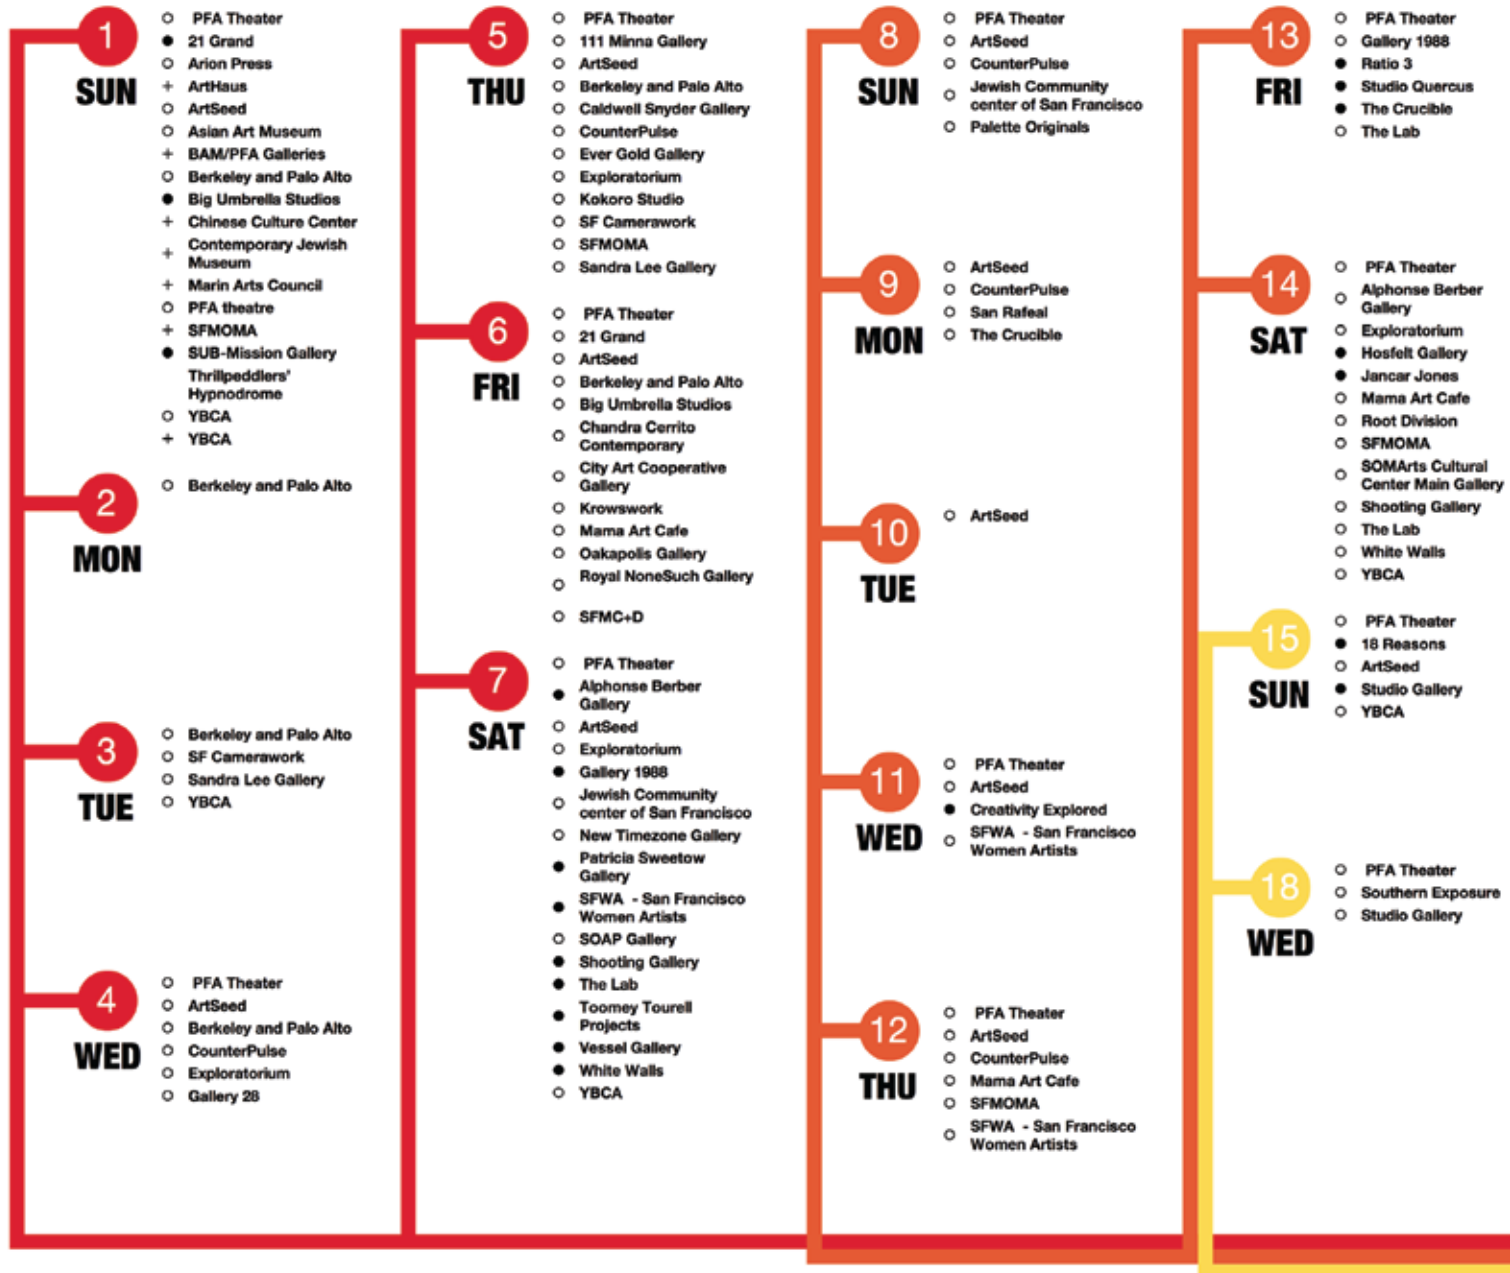 1
SUN
PFA Theater
21 Grand
Arion Press
ArtHaus
ArtSeed
Asian Art Museum
BAM/PFA Galleries
Berkeley and Palo Alto
Big Umbrella Studios
Chinese Culture Center
Contemporary Jewish
Museum
Marin Arts Council
PFA theatre
SFMOMA
SUB-Mission Gallery
Thrillpeddlers'
Hypnodrome
YBCA
YBCA
2
MON
Berkeley and Palo Alto
3
TUE
Berkeley and Palo Alto
SF Camerawork
Sandra Lee Gallery
YBCA
4
WED
PFA Theater
ArtSeed
Berkeley and Palo Alto
CounterPulse
Exploratorium
Gallery 28
5
THU
PFA Theater
111 Minna Gallery
ArtSeed
Berkeley and Palo Alto
Caldwell Snyder Gallery
CounterPulse
Ever Gold Gallery
Exploratorium
Kokoro Studio
SF Camerawork
SFMOMA
Sandra Lee Gallery
6
FRI
PFA Theater
21 Grand
ArtSeed
Berkeley and Palo Alto
Big Umbrella Studios
Chandra Cerrito
Contemporary
City Art Cooperative
Gallery
Krowswork
Mama Art Cafe
Oakapolis Gallery
Royal NoneSuch Gallery
SFMC+D
7
SAT
PFA Theater
Alphonse Berber
Gallery
ArtSeed
Exploratorium
Gallery 1988
Jewish Community
center of San Francisco
New Timezone Gallery
Patricia Sweetow
Gallery
SFWA - San Francisco
Women Artists
SOAP Gallery
Shooting Gallery
The Lab
Toomey Tourell
Projects
Vessel Gallery
White Walls
YBCA
8
SUN
PFA Theater
ArtSeed
CounterPulse
Jewish Community
center of San Francisco
Palette Originals
9
MON
ArtSeed
CounterPulse
San Rafeal
The Crucible
10
TUE
ArtSeed
11
WED
PFA Theater
ArtSeed
Creativity Explored
SFWA - San Francisco
Women Artists
12
THU
PFA Theater
ArtSeed
CounterPulse
Mama Art Cafe
SFMOMA
SFWA - San Francisco
Women Artists
13
FRI
PFA Theater
Gallery 1988
Ratio 3
Studio Quercus
The Crucible
The Lab
14
SAT
PFA Theater
Alphonse Berber
Gallery
Exploratorium
Hosfelt Gallery
Jancar Jones
Mama Art Cafe
Root Division
SFMOMA
SOMArts Cultural
Center Main Gallery
Shooting Gallery
The Lab
White Walls
YBCA
15
SUN
PFA Theater
18 Reasons
ArtSeed
Studio Gallery
YBCA
18
WED
PFA Theater
Southern Exposure
Studio Gallery